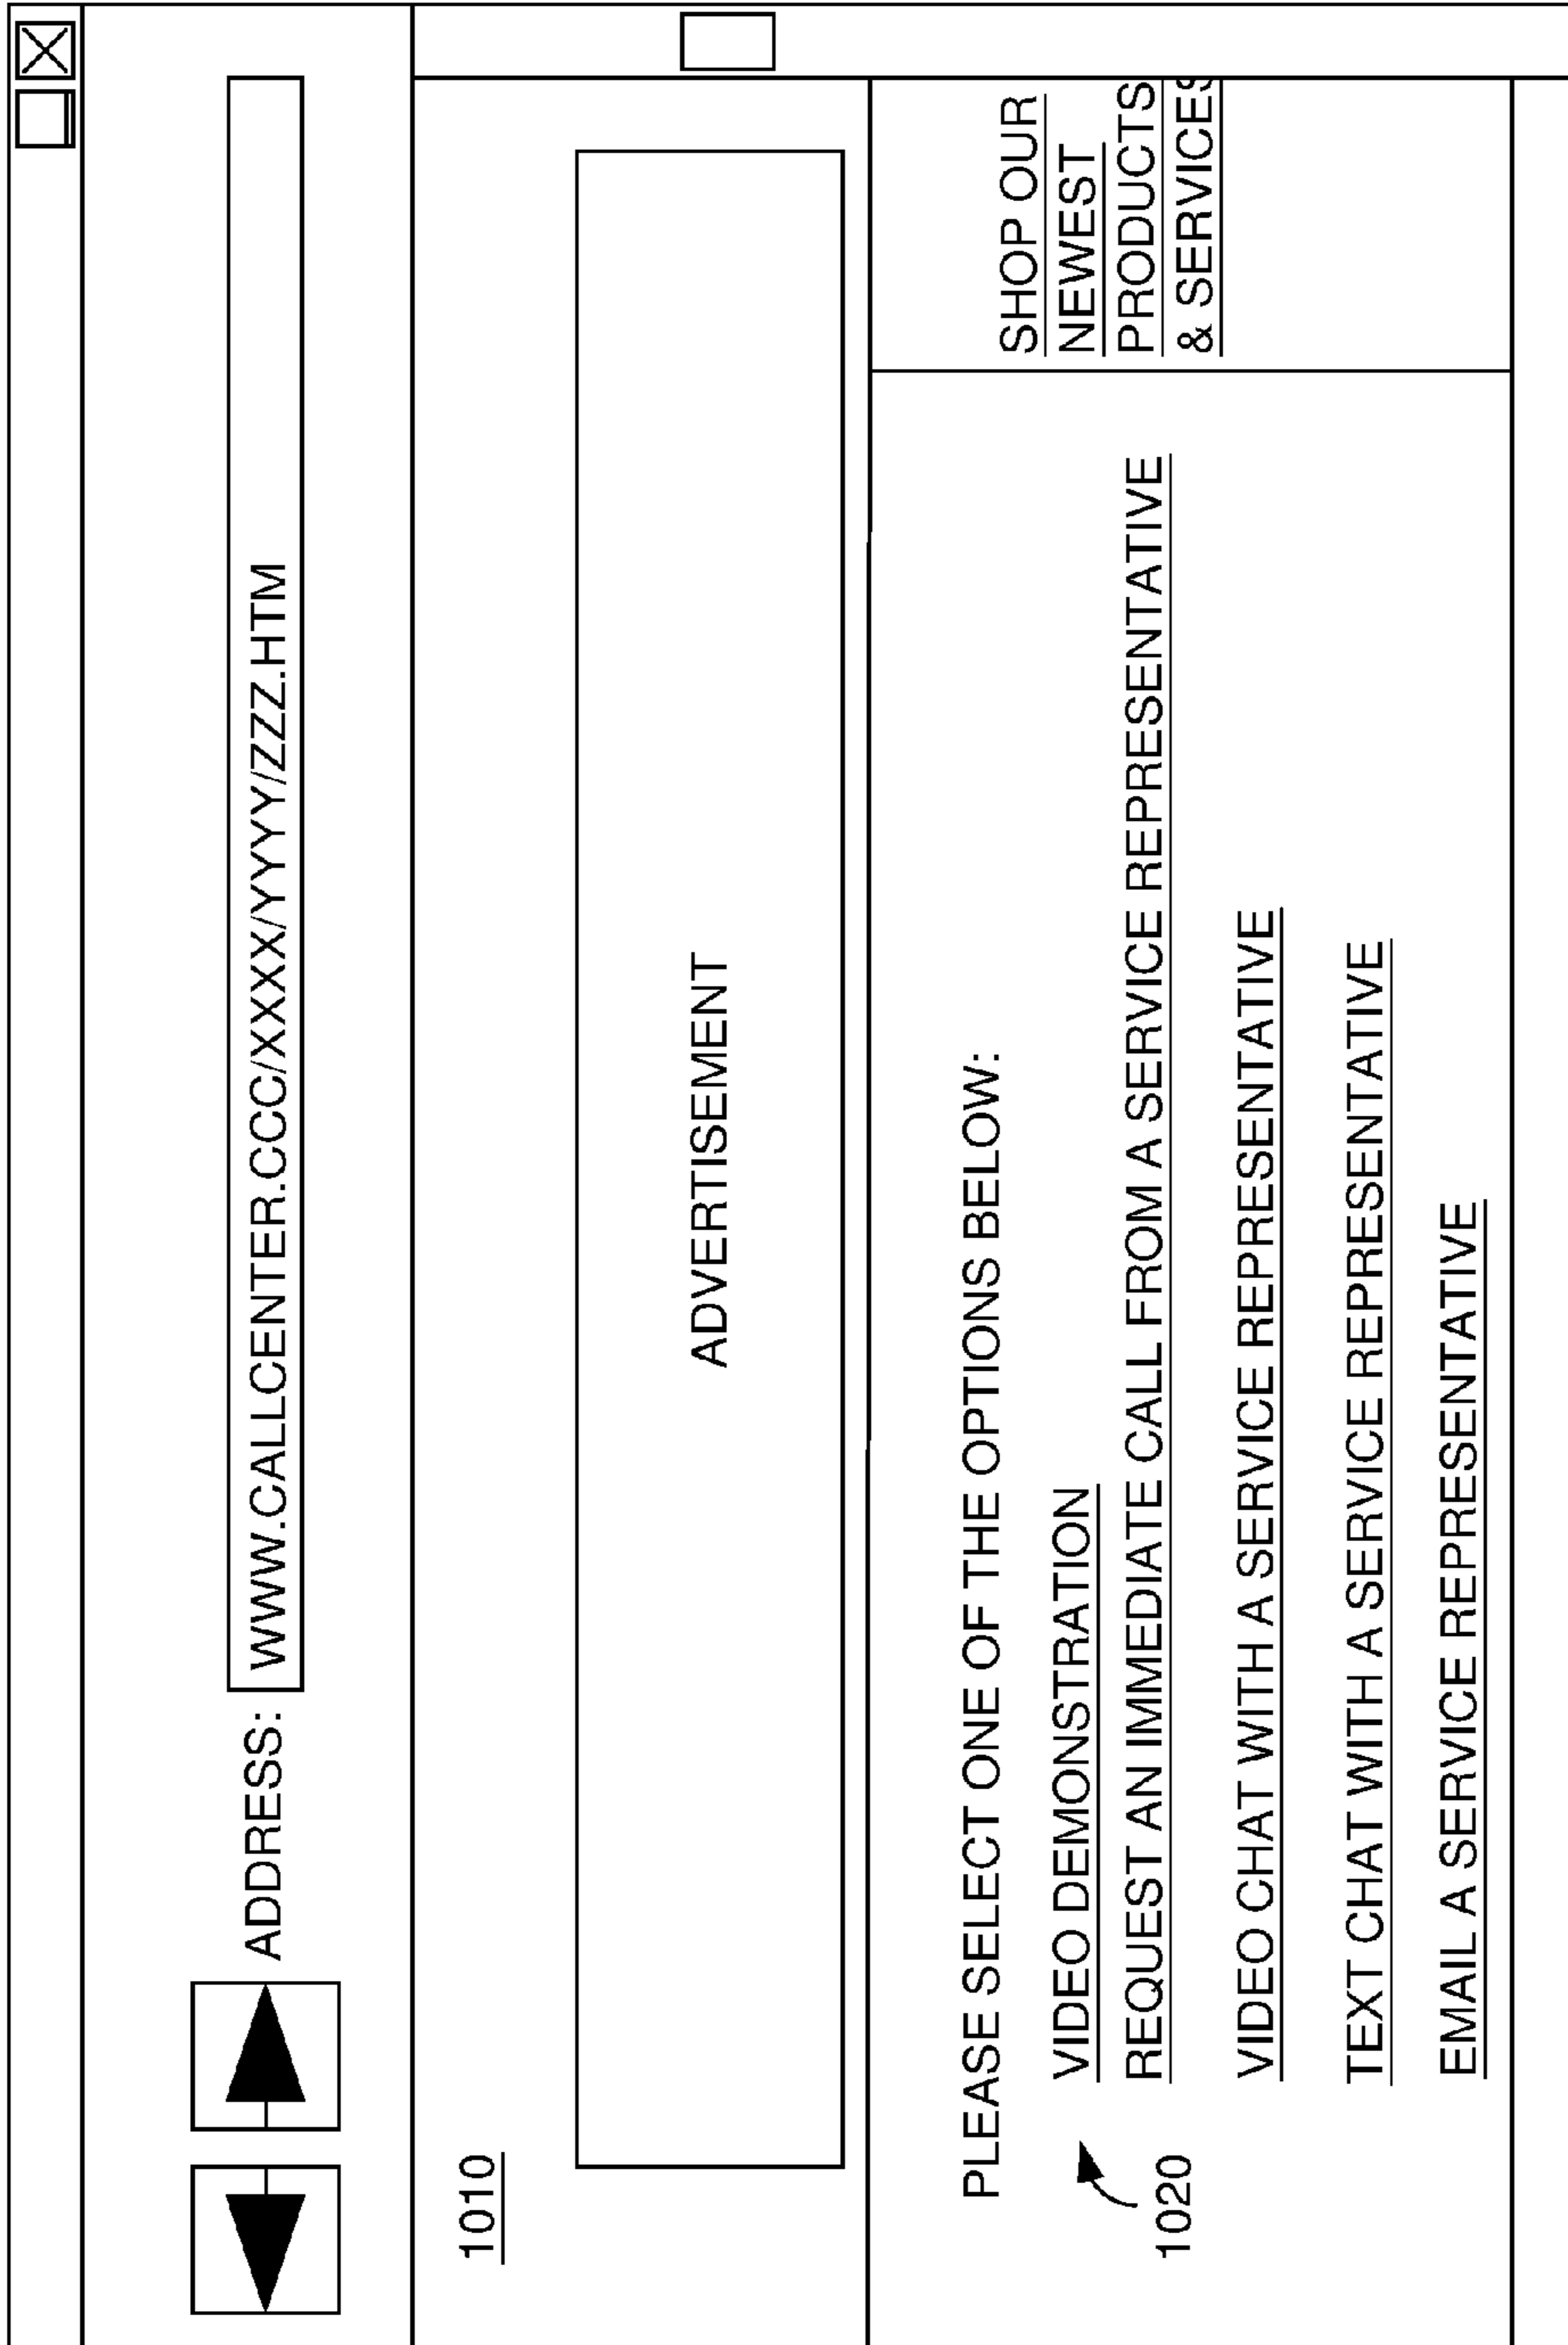 ADDRESS: WWW.CALLCENTER.CCC/XXXX/YYYY/ZZZ.HTM
1010
ADVERTISEMENT
PLEASE SELECT ONE OF THE OPTIONS BELOW:
1020
VIDEO DEMONSTRATION
REQUEST AN IMMEDIATE CALL FROM A SERVICE REPRESENTATIVE
VIDEO CHAT WITH A SERVICE REPRESENTATIVE
TEXT CHAT WITH A SERVICE REPRESENTATIVE
EMAIL A SERVICE REPRESENTATIVE
SHOP OUR
NEWEST
PRODUCTS
& SERVICES